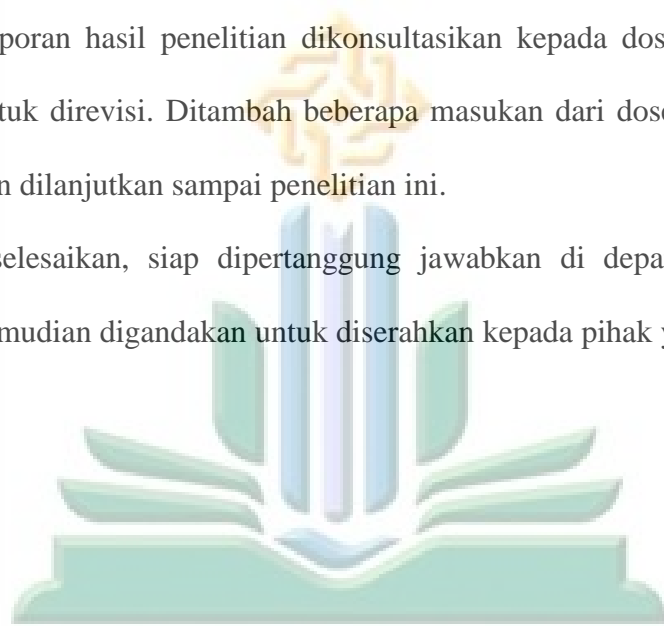 poran hasil penelitian dikonsultasikan kepada dos
tuk direvisi. Ditambah beberapa masukan dari dose
n dilanjutkan sampai penelitian ini.
selesaikan, siap dipertanggung jawabkan di depa
mudian digandakan untuk diserahkan kepada pihak y